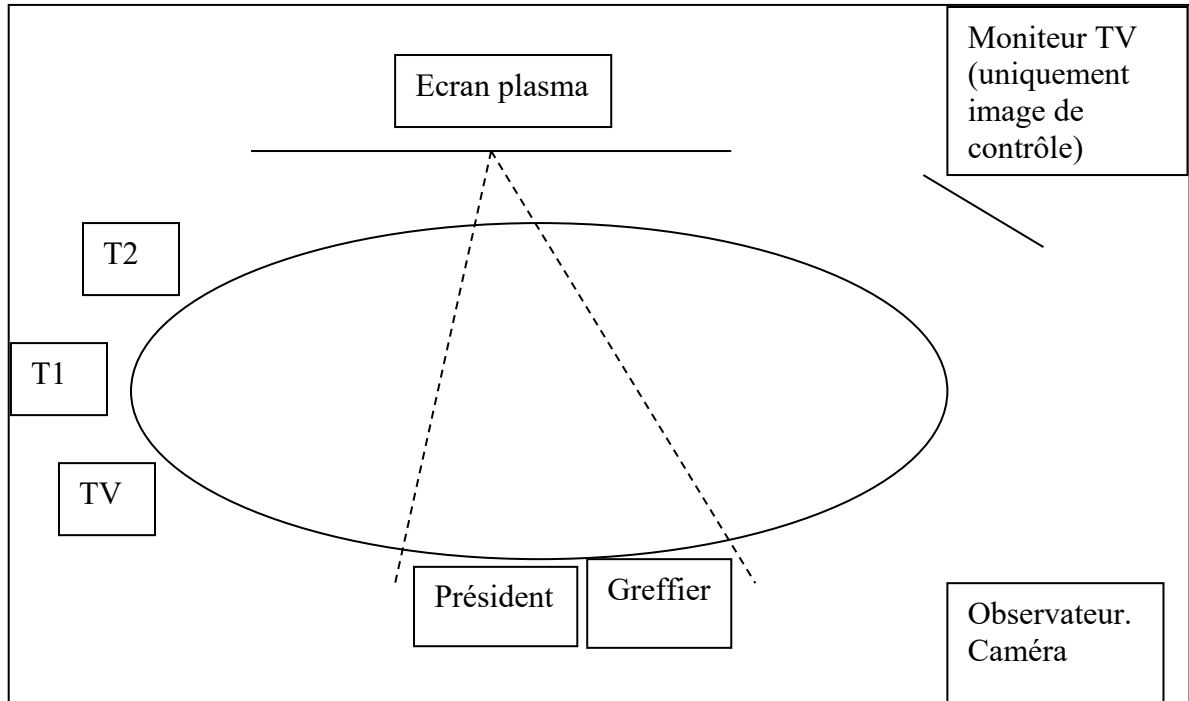 Moniteur TV
(uniquement
image de
contrôle)
Ecran plasma
T2
T1
TV
Président
Greffier
Observateur.
Caméra